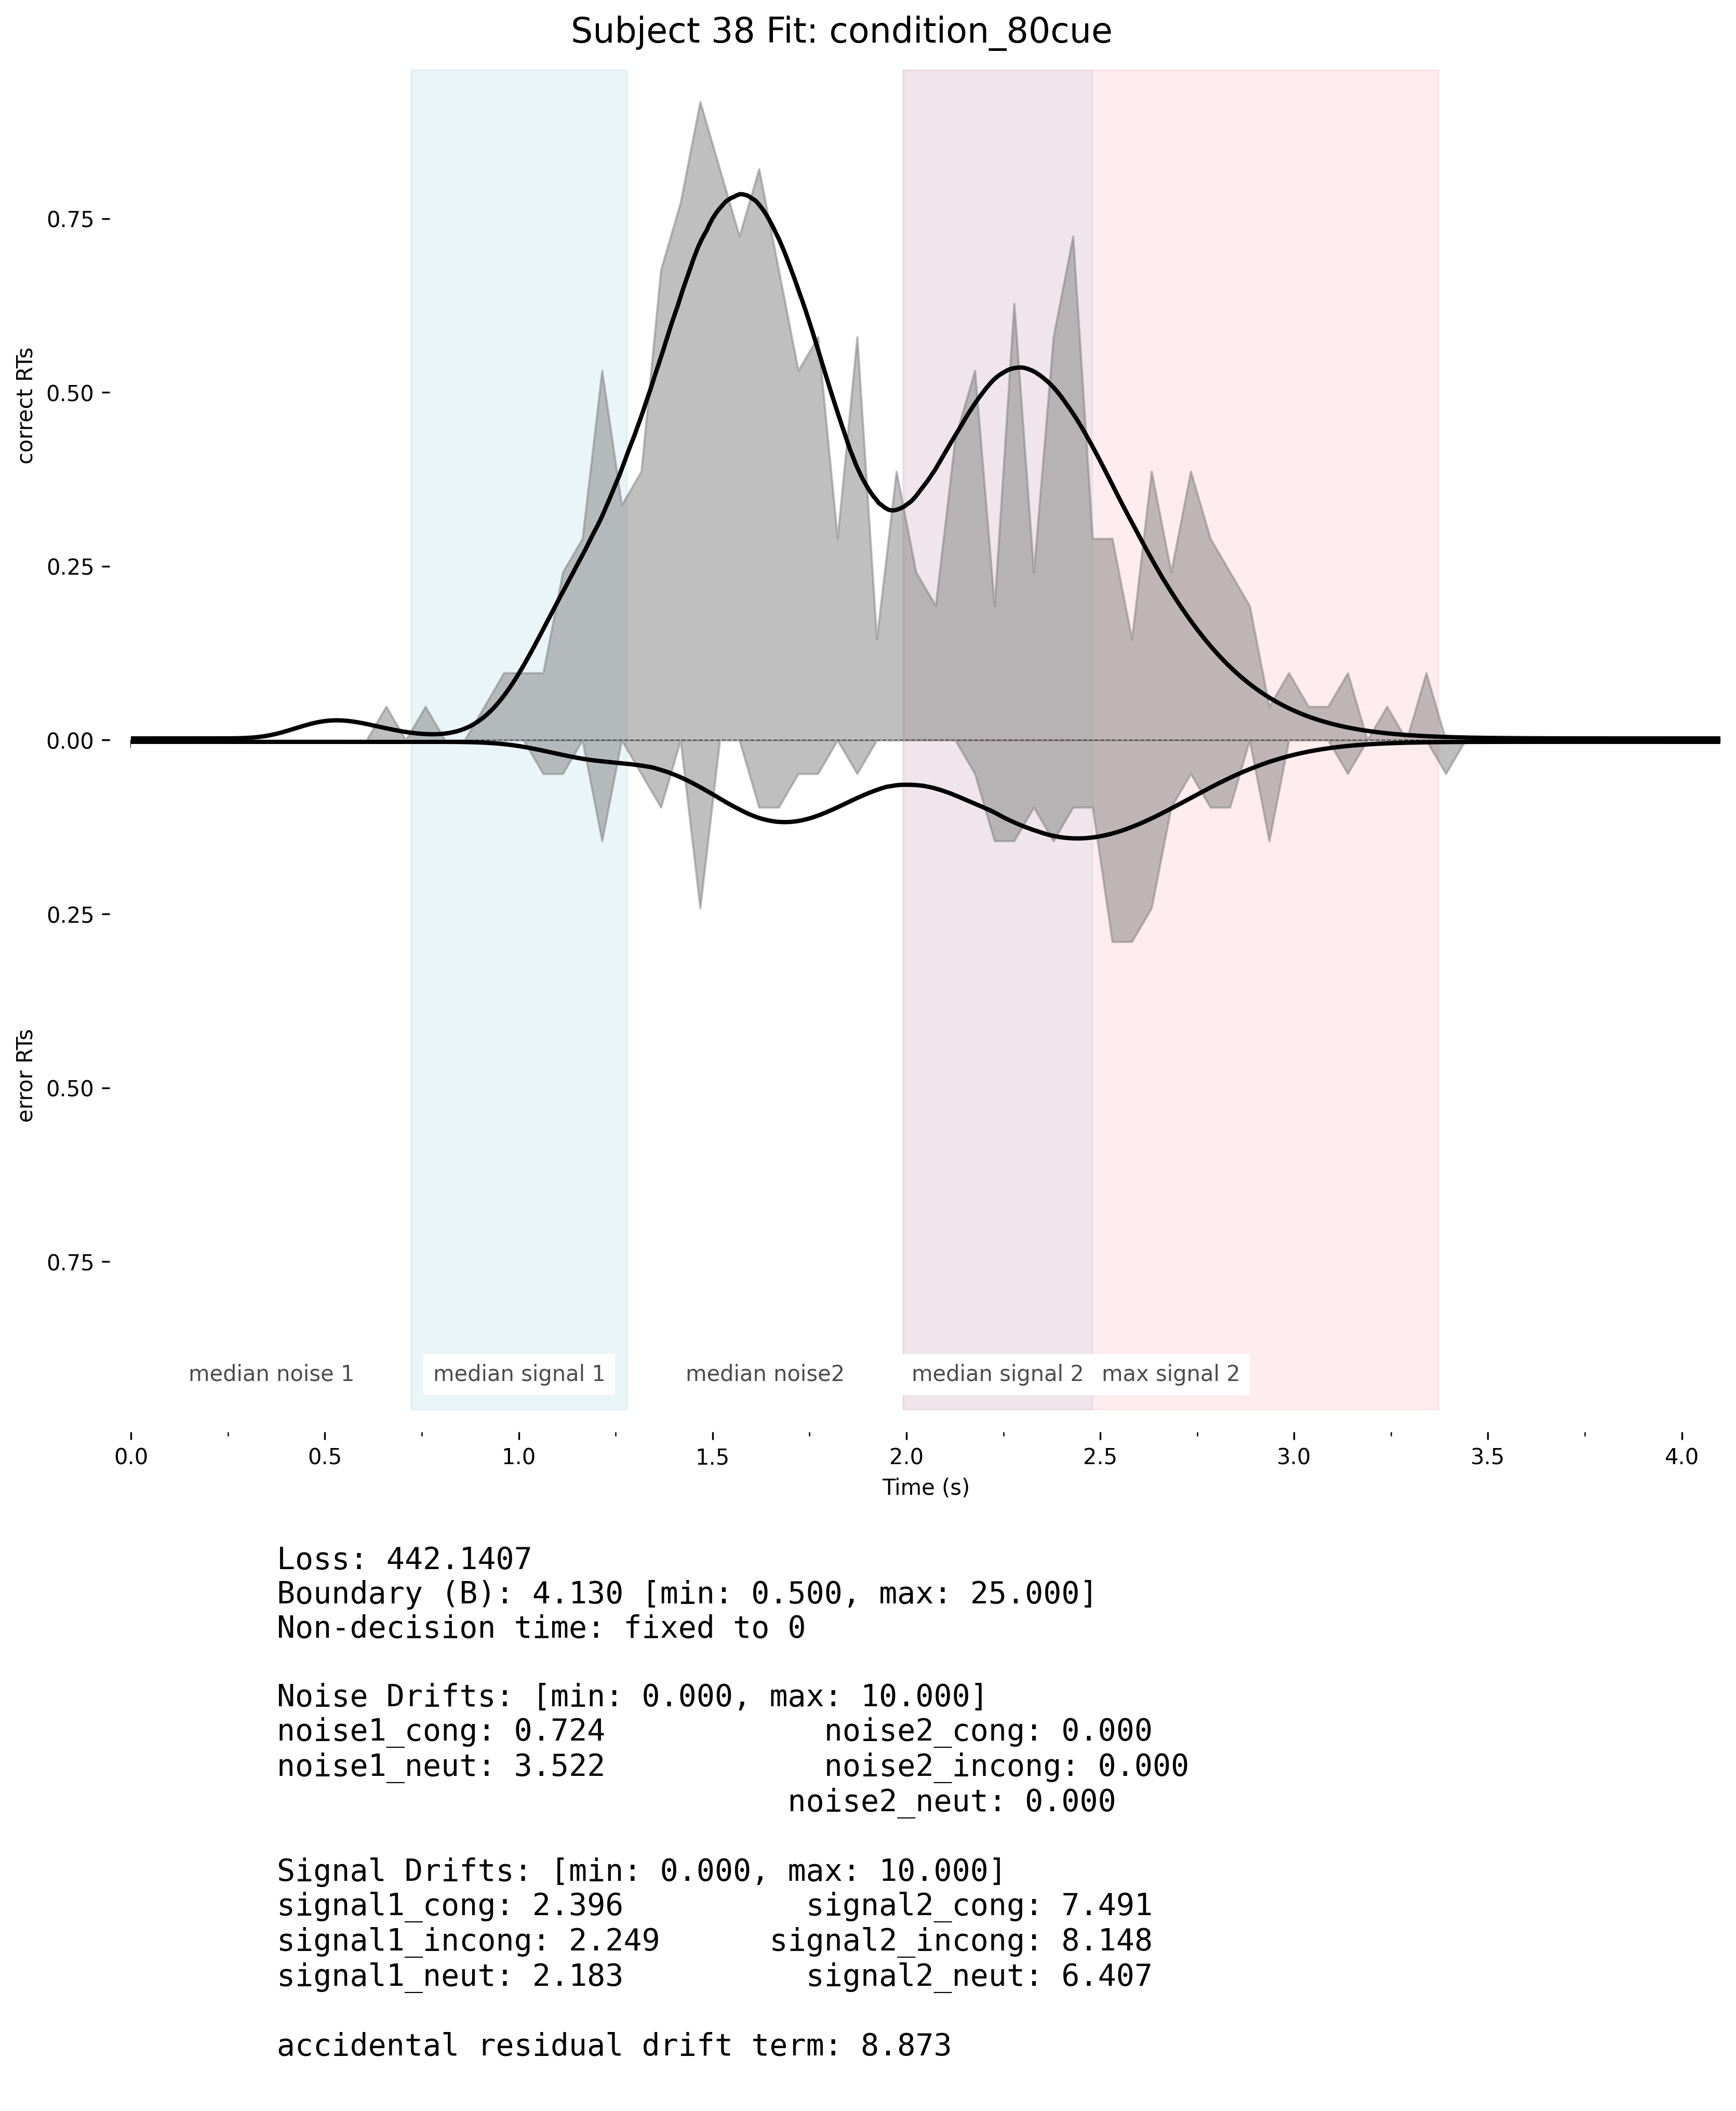 Subject 38 Fit: condition_80cue
correct RTs
error RTs
0.75
0.50
0.25
0.00
0.25
0.50
0.75
median noise 1
median signal 1
median noise2
median signal 2
max signal 2
0.0 0.5 1.0 1.5 2.0 2.5 3.0 3.5 4.0
Time (s)
Loss: 442.1407
Boundary (B): 4.130 [min: 0.500, max: 25.000]
Non-decision time: fixed to 0
Noise Drifts: [min: 0.000, max: 10.000]
noise1_cong: 0.724 noise2_cong: 0.000
noise1_neut: 3.522 noise2_incong: 0.000
noise2_neut: 0.000
Signal Drifts: [min: 0.000, max: 10.000]
signal1_cong: 2.396 signal2_cong: 7.491
signal1_incong: 2.249 signal2_incong: 8.148
signal1_neut: 2.183 signal2_neut: 6.407
accidental residual drift term: 8.873